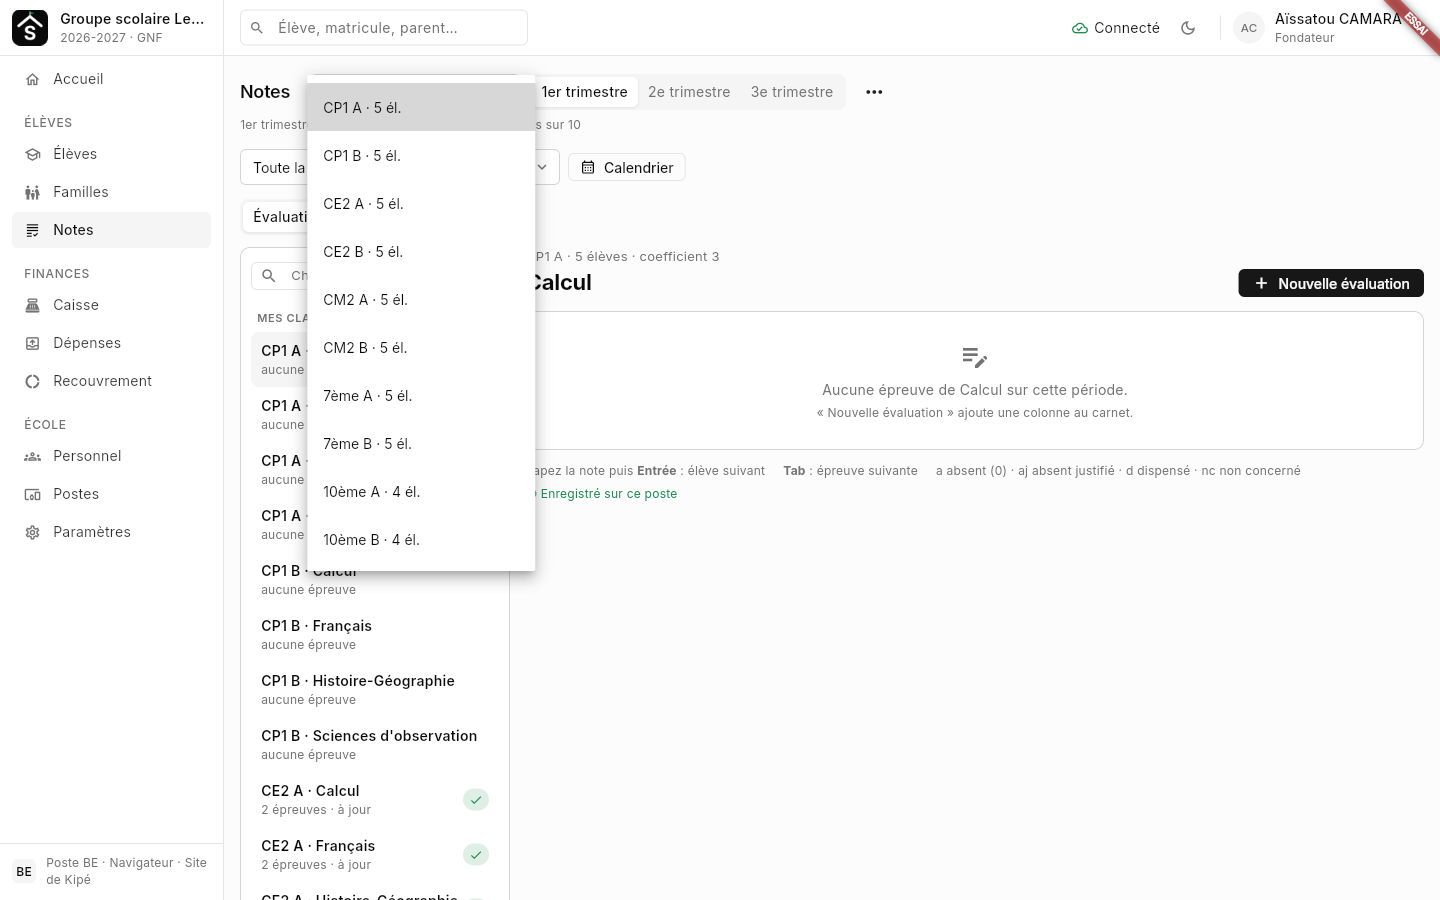 Groupe scolaire Le...
2026-2027 · GNF
Élève, matricule, parent...
Connecté
AC
Aïssatou CAMARA
Fondateur
ESSAI
Accueil
ÉLÈVES
Élèves
Familles
Notes
FINANCES
Caisse
Dépenses
Recouvrement
ÉCOLE
Personnel
Postes
Paramètres
BE
Poste BE · Navigateur · Site
de Kipé
Notes
1er trimestre
2e trimestre
3e trimestre
s sur 10
Toute la
Calendrier
CP1 A · 5 él.
CP1 B · 5 él.
CE2 A · 5 él.
CE2 B · 5 él.
CM2 A · 5 él.
CM2 B · 5 él.
7ème A · 5 él.
7ème B · 5 él.
10ème A · 4 él.
10ème B · 4 él.
MES CLA
CP1 A ·
aucune
CP1 A ·
aucune
CP1 A ·
aucune
CP1 A ·
aucune
CP1 B · Calcul
aucune épreuve
CP1 B · Français
aucune épreuve
CP1 B · Histoire-Géographie
aucune épreuve
CP1 B · Sciences d'observation
aucune épreuve
CE2 A · Calcul
2 épreuves · à jour
CE2 A · Français
2 épreuves · à jour
CE2 A · Histoire-Géographie
P1 A · 5 élèves · coefficient 3
Calcul
Nouvelle évaluation
Aucune épreuve de Calcul sur cette période.
« Nouvelle évaluation » ajoute une colonne au carnet.
apez la note puis Entrée : élève suivant Tab : épreuve suivante a absent (0) · aj absent justifié · d dispensé · nc non concerné
Enregistré sur ce poste